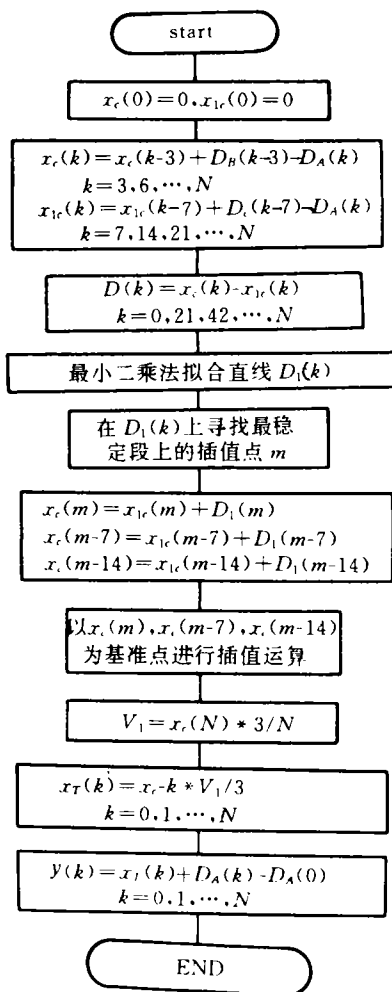 start
x_c(0)=0,x_{1c}(0)=0
x_c(k)=x_c(k-3)+D_B(k-3)-D_A(k)
k=3,6,⋯,N
x_{1c}(k)=x_{1c}(k-7)+D_c(k-7)-D_A(k)
k=7,14,21,⋯,N
D(k)=x_c(k)-x_{1c}(k)
k=0,21,42,⋯,N
最小二乘法拟合直线 D_1(k)
在 D_1(k)上寻找最稳
定段上的插值点 m
x_c(m)=x_{1c}(m)+D_1(m)
x_c(m-7)=x_{1c}(m-7)+D_1(m-7)
x_c(m-14)=x_{1c}(m-14)+D_1(m-14)
以x_c(m),x_c(m-7),x_c(m-14)
为基准点进行插值运算
V_1=x_c(N)*3/N
x_T(k)=x_c-k*V_1/3
k=0,1,⋯,N
y(k)=x_I(k)+D_A(k)-D_A(0)
k=0,1,⋯,N
END